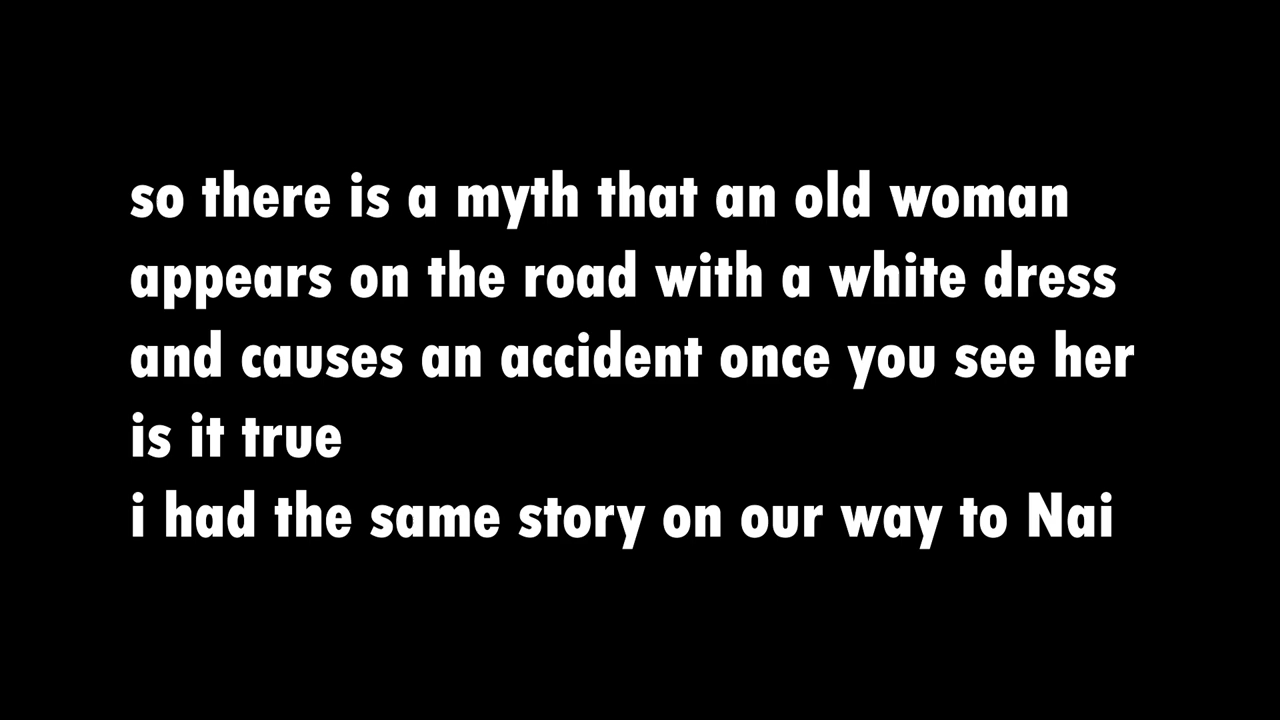 so there is a myth that an old woman
appears on the road with a white dress
and causes an accident once you see her
is it true
i had the same story on our way to Nai